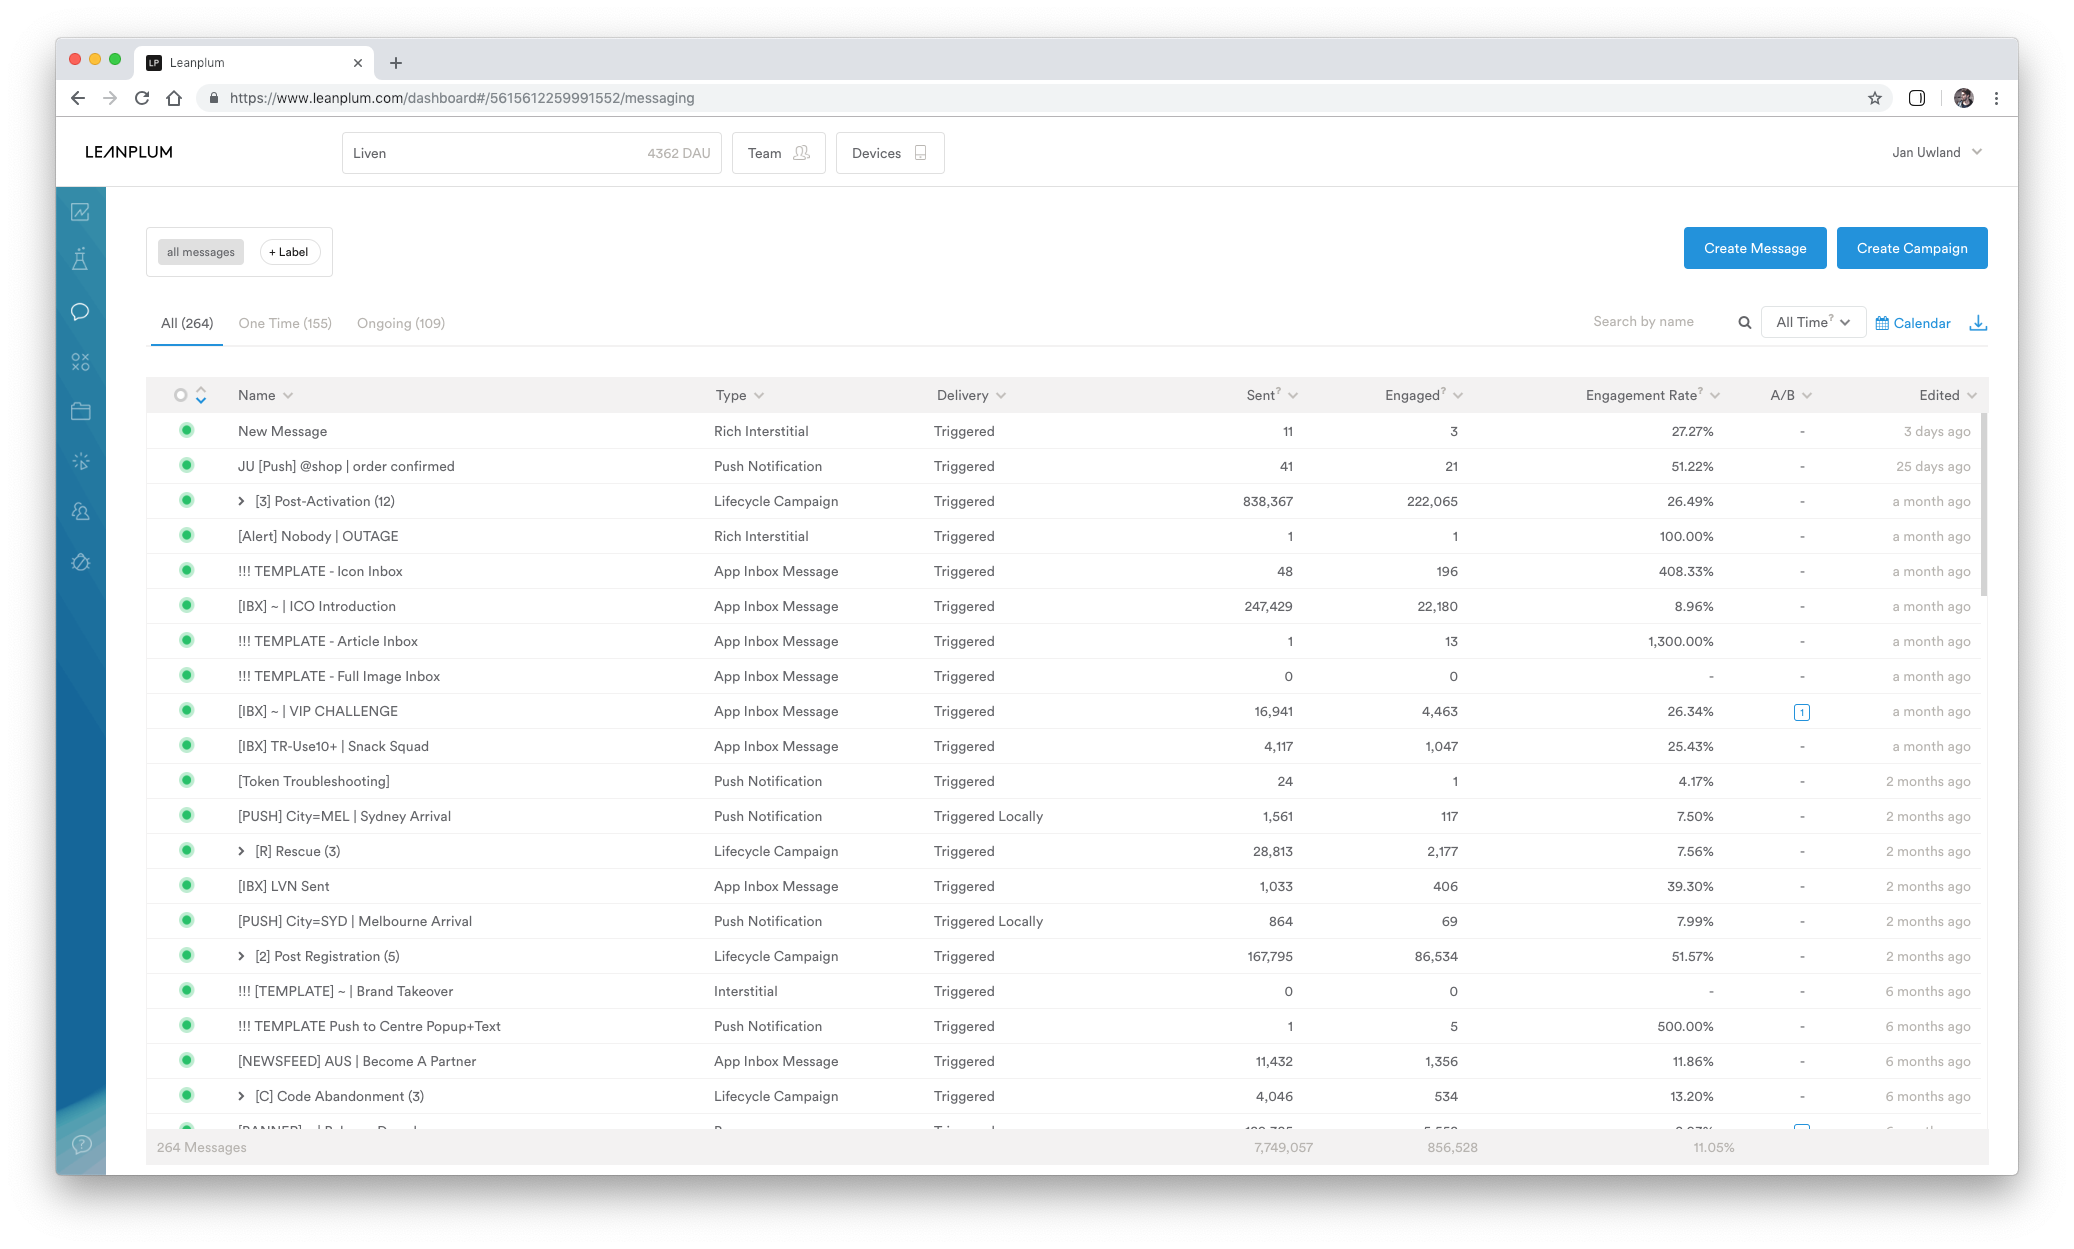 LP Leanplum
https://www.leanplum.com/dashboard#/5615612259991552/messaging
LEANPLUM
Liven 4362 DAU Team Devices Jan Uwland
all messages + Label Create Message Create Campaign
All (264) One Time (155) Ongoing (109) Search by name All Time? Calendar
Name Type Delivery Sent? Engaged? Engagement Rate? A/B Edited
New Message Rich Interstitial Triggered 11 3 27.27% - 3 days ago
JU [Push] @shop | order confirmed Push Notification Triggered 41 21 51.22% - 25 days ago
[3] Post-Activation (12) Lifecycle Campaign Triggered 838,367 222,065 26.49% - a month ago
[Alert] Nobody | OUTAGE Rich Interstitial Triggered 1 1 100.00% - a month ago
!!! TEMPLATE - Icon Inbox App Inbox Message Triggered 48 196 408.33% - a month ago
[IBX] ~ | ICO Introduction App Inbox Message Triggered 247,429 22,180 8.96% - a month ago
!!! TEMPLATE - Article Inbox App Inbox Message Triggered 1 13 1,300.00% - a month ago
!!! TEMPLATE - Full Image Inbox App Inbox Message Triggered 0 0 - - a month ago
[IBX] ~ | VIP CHALLENGE App Inbox Message Triggered 16,941 4,463 26.34% 1 a month ago
[IBX] TR-Use10+ | Snack Squad App Inbox Message Triggered 4,117 1,047 25.43% - a month ago
[Token Troubleshooting] Push Notification Triggered 24 1 4.17% - 2 months ago
[PUSH] City=MEL | Sydney Arrival Push Notification Triggered Locally 1,561 117 7.50% - 2 months ago
[R] Rescue (3) Lifecycle Campaign Triggered 28,813 2,177 7.56% - 2 months ago
[IBX] LVN Sent App Inbox Message Triggered 1,033 406 39.30% - 2 months ago
[PUSH] City=SYD | Melbourne Arrival Push Notification Triggered Locally 864 69 7.99% - 2 months ago
[2] Post Registration (5) Lifecycle Campaign Triggered 167,795 86,534 51.57% - 2 months ago
!!! [TEMPLATE] ~ | Brand Takeover Interstitial Triggered 0 0 - - 6 months ago
!!! TEMPLATE Push to Centre Popup+Text Push Notification Triggered 1 5 500.00% - 6 months ago
[NEWSFEED] AUS | Become A Partner App Inbox Message Triggered 11,432 1,356 11.86% - 6 months ago
[C] Code Abandonment (3) Lifecycle Campaign Triggered 4,046 534 13.20% - 6 months ago
264 Messages 7,749,057 856,528 11.05%